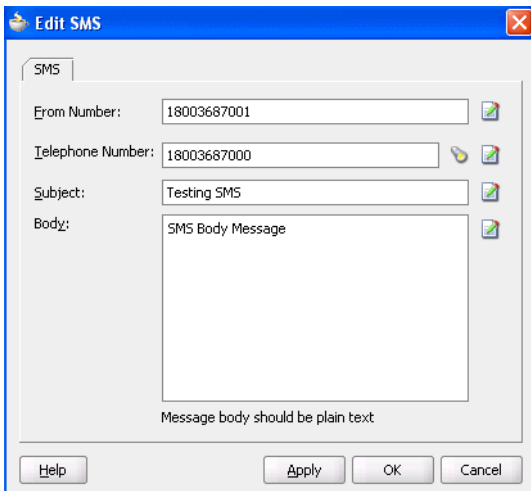 Edit SMS
SMS
From Number: 18003687001
Telephone Number: 18003687000
Subject: Testing SMS
Body: SMS Body Message
Message body should be plain text
Help Apply OK Cancel